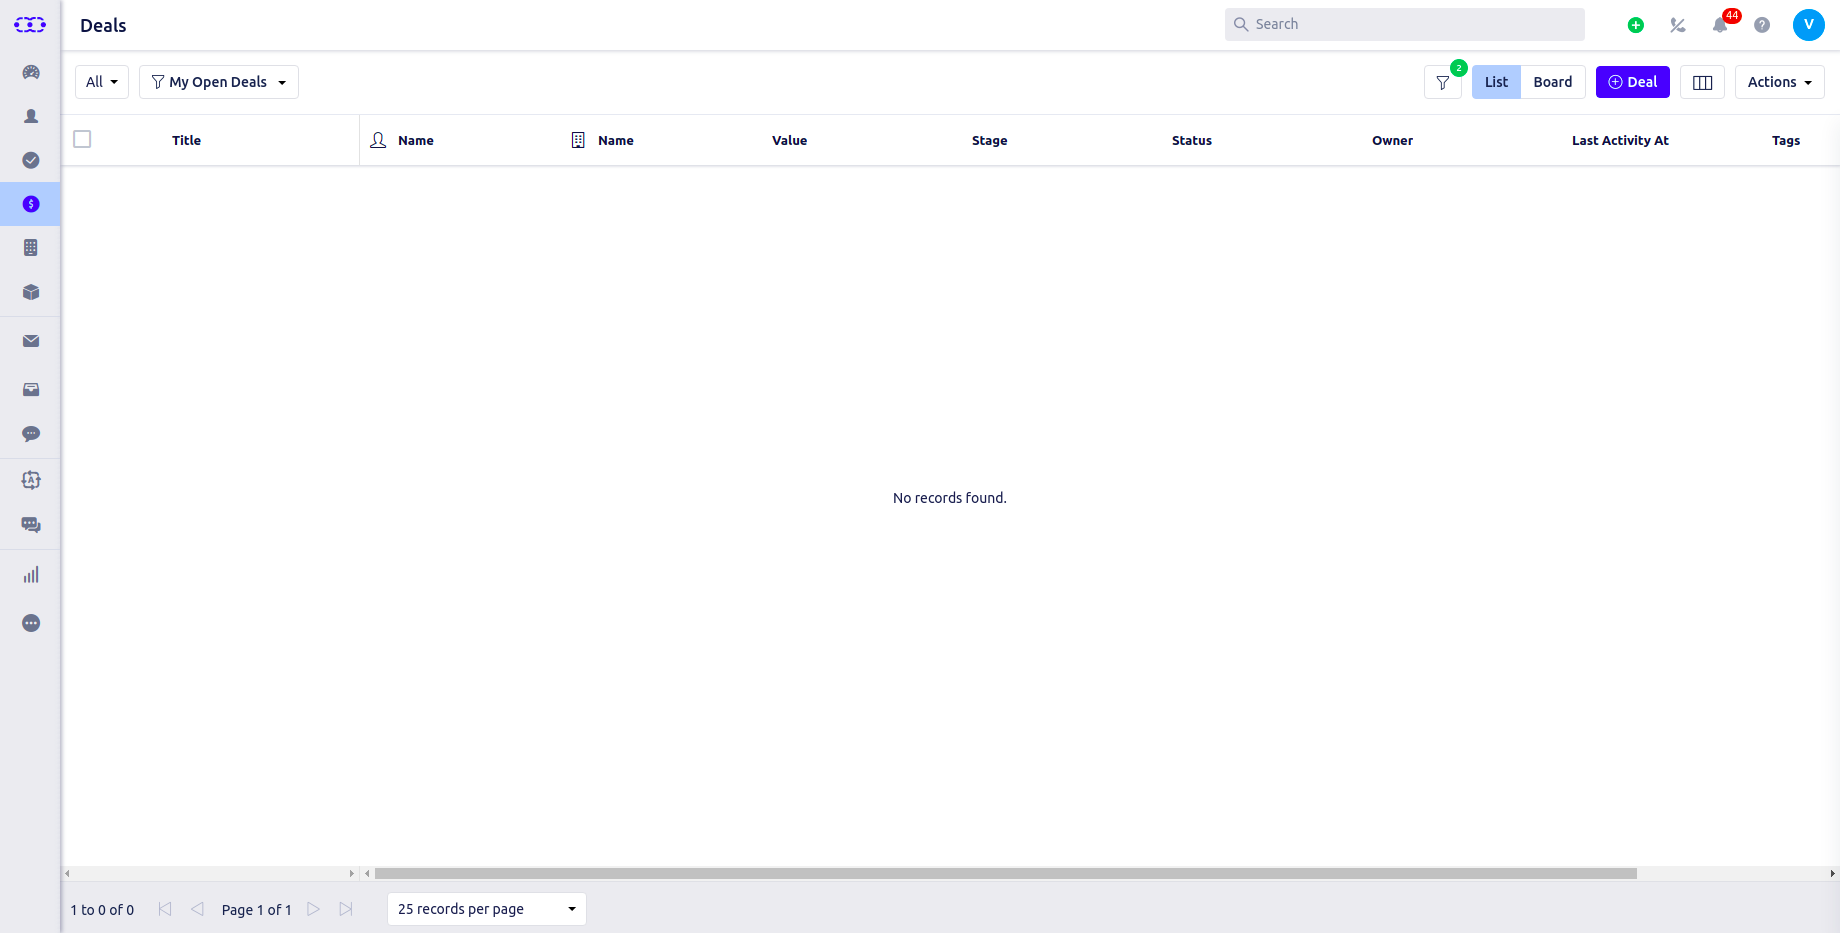 Deals
Search
44
V
All
My Open Deals
2
List
Board
Deal
Actions
Title
Name
Name
Value
Stage
Status
Owner
Last Activity At
Tags
No records found.
1 to 0 of 0
Page 1 of 1
25 records per page